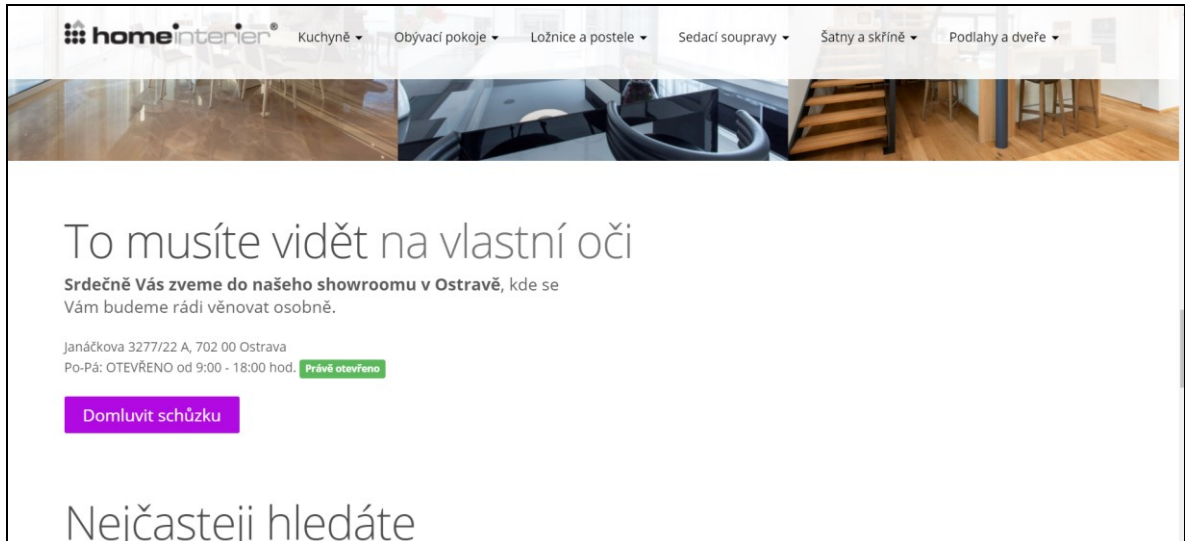 homeinterier® Kuchyně Obývací pokoje Ložnice a postele Sedací soupravy Šatny a skříně Podlahy a dveře
To musíte vidět na vlastní oči
Srdečně Vás zveme do našeho showroomu v Ostravě, kde se
Vám budeme rádi věnovat osobně.
Janáčkova 3277/22 A, 702 00 Ostrava
Po-Pá: OTEVŘENO od 9:00 - 18:00 hod. Právě otevřeno
Domluvit schůzku
Nejčastěji hledáte